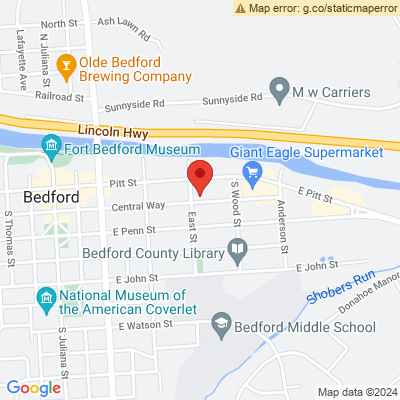 Map error: g.co/staticmaperror
North St
Ash Lawn Rd
Lafayette Ave
N Juliana St
Olde Bedford
Brewing Company
Railroad St
Sunnyside Rd
M w Carriers
Lincoln Hwy
Fort Bedford Museum
Giant Eagle Supermarket
Pitt St
E Pitt St
Bedford
Central Way
S Wood St
Anderson St
S Thomas St
E Penn St
East St
Bedford County Library
E John St
E John St
Shobers Run
Donahoe Manor
National Museum of
the American Coverlet
E Watson St
Bedford Middle School
S Juliana St
Google
Map data ©2024